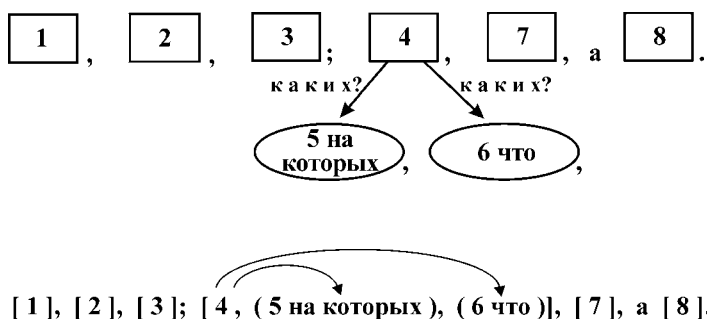 1 , 2 , 3 ; 4 , 7 , а 8 .
каких? каких?
5 на 6 что
которых , ,
[ 1 ], [ 2 ], [ 3 ]; [ 4 , ( 5 на которых ), ( 6 что )], [ 7 ], а [ 8 ].